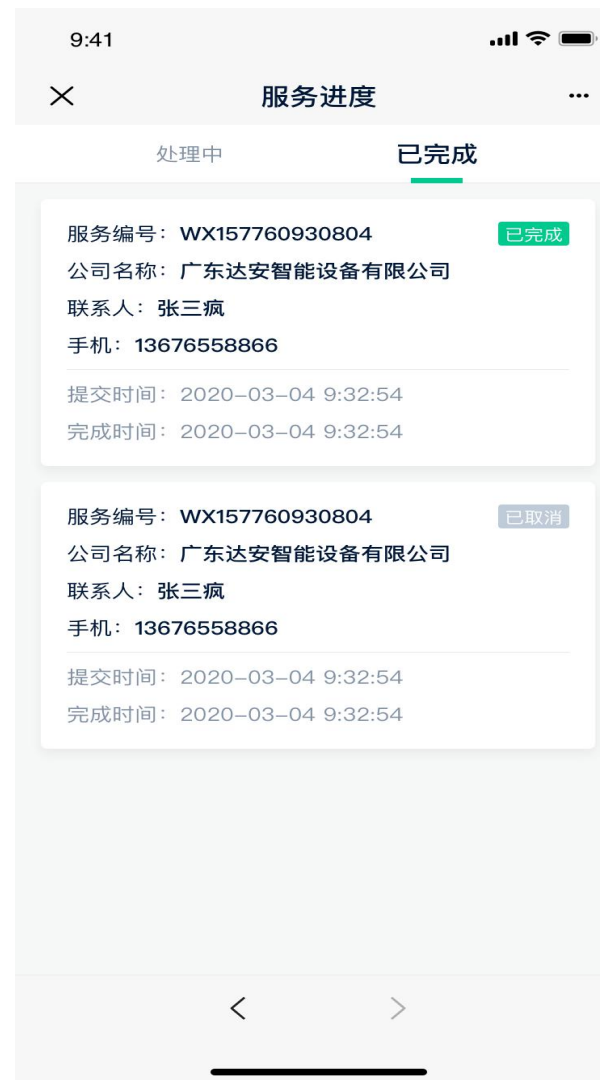 9:41
服务进度
处理中 已完成
服务编号：WX157760930804 已完成
公司名称：广东达安智能设备有限公司
联系人：张三疯
手机：13676558866
提交时间：2020-03-04 9:32:54
完成时间：2020-03-04 9:32:54
服务编号：WX157760930804 已取消
公司名称：广东达安智能设备有限公司
联系人：张三疯
手机：13676558866
提交时间：2020-03-04 9:32:54
完成时间：2020-03-04 9:32:54